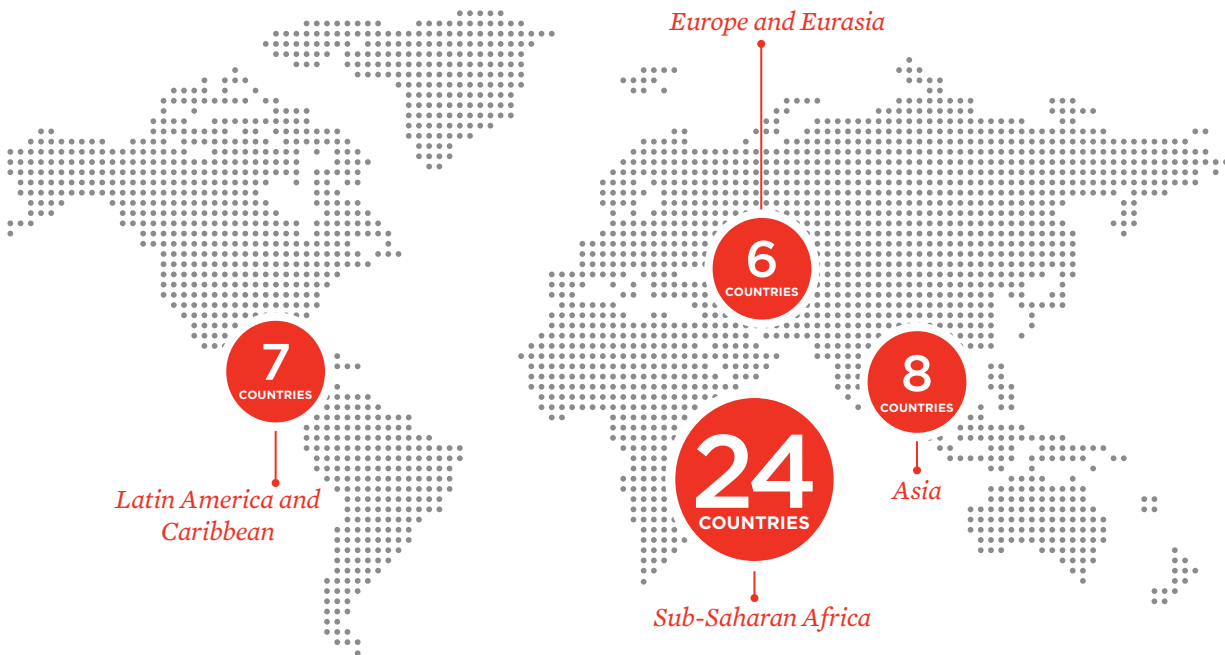 Europe and Eurasia
6
COUNTRIES
7
COUNTRIES
8
COUNTRIES
24
COUNTRIES
Latin America and
Caribbean
Asia
Sub-Saharan Africa